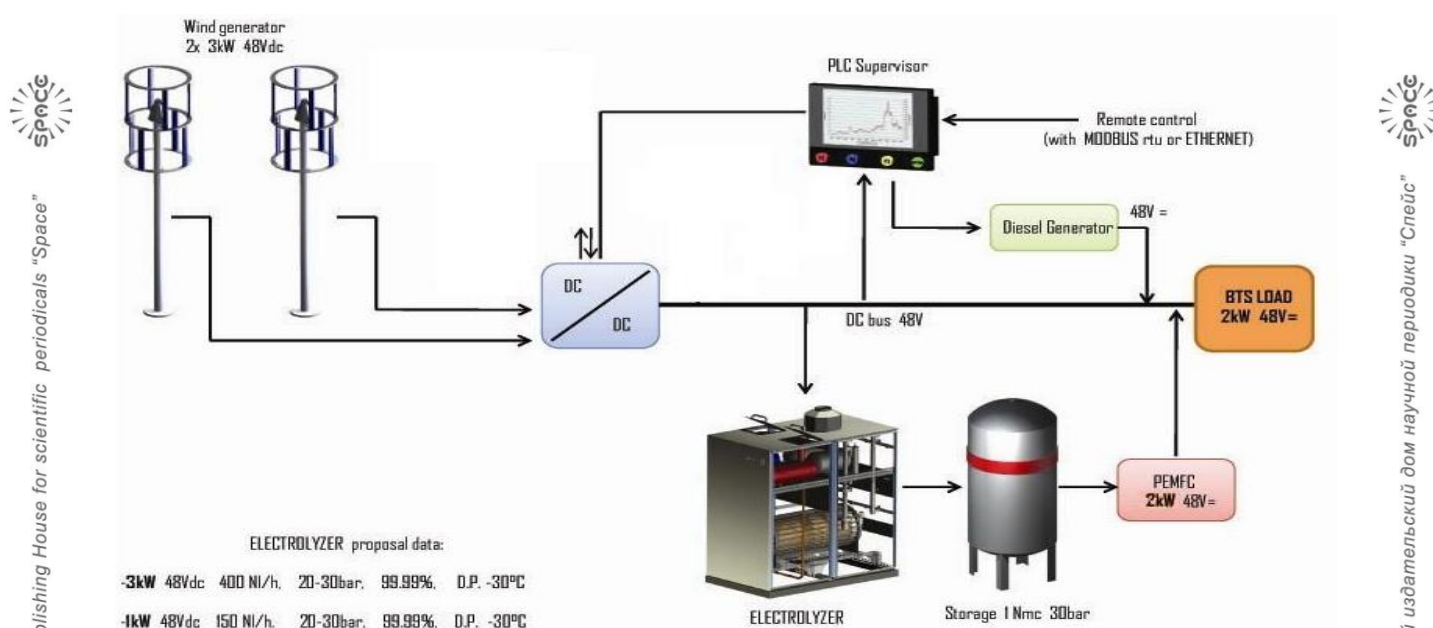 Wind generator
2x 3kW 48Vdc
PLC Supervisor
Remote control
(with MODBUS rtu or ETHERNET)
Diesel Generator
48V =
DC
DC
DC bus 48V
BTS LOAD
2kW 48V=
PEMFC
2kW 48V=
ELECTROLYZER
Storage 1 Nmc 30bar
ELECTROLYZER proposal data:
-3kW 48Vdc 400 Nl/h, 20-30bar, 99.99%, D.P. -30°C
-1kW 48Vdc 150 Nl/h, 20-30bar, 99.99%, D.P. -30°C
space
House for scientific periodicals "Space"
space
издательский дом научной периодики "Спейс"